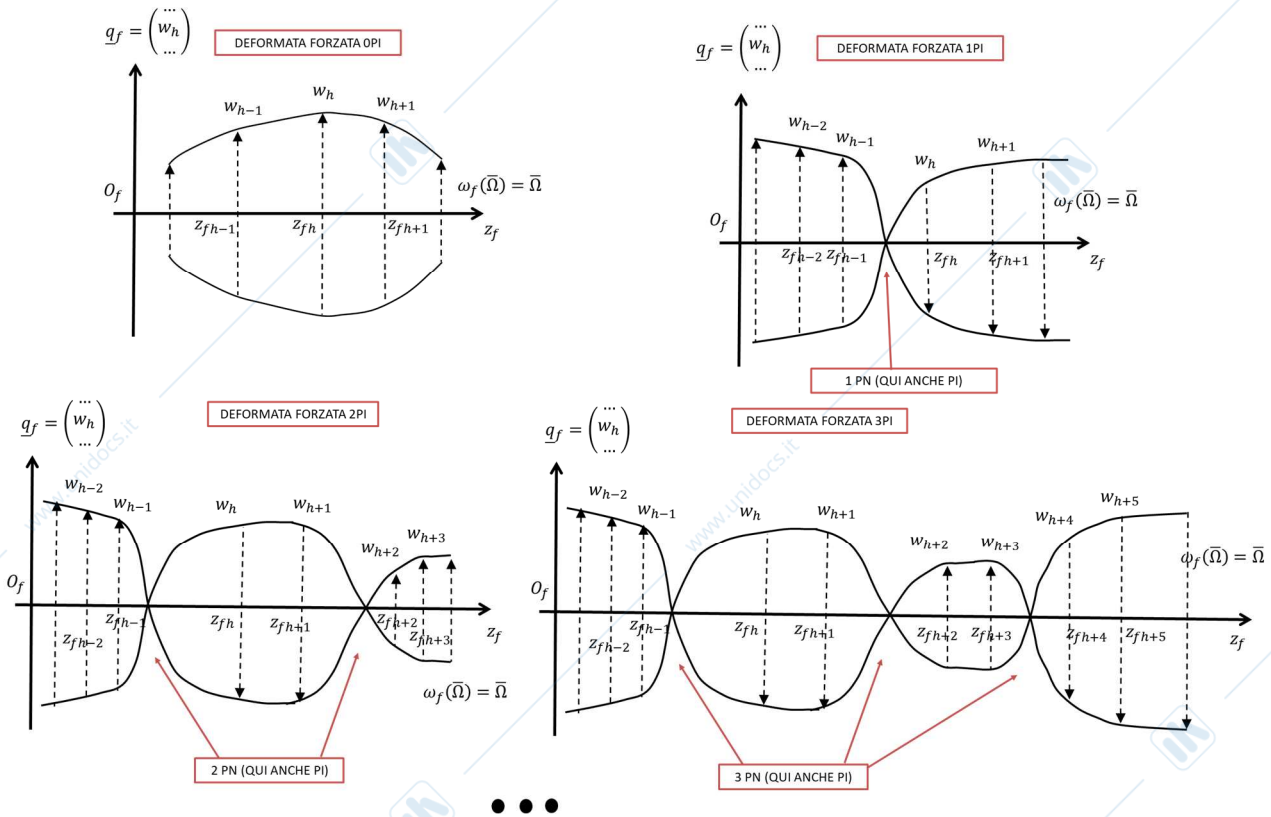 q_f = (... w_h ...)
DEFORMATA FORZATA 0PI
w_{h-1}
w_h
w_{h+1}
O_f
ω_f(Ω̅) = Ω̅
z_{fh-1}
z_{fh}
z_{fh+1}
z_f
q_f = (... w_h ...)
DEFORMATA FORZATA 1PI
w_{h-2}
w_{h-1}
w_h
w_{h+1}
O_f
ω_f(Ω̅) = Ω̅
z_{fh-2}
z_{fh-1}
z_{fh}
z_{fh+1}
z_f
1 PN (QUI ANCHE PI)
q_f = (... w_h ...)
DEFORMATA FORZATA 2PI
w_{h-2}
w_{h-1}
w_h
w_{h+1}
w_{h+2}
w_{h+3}
O_f
z_{fh-2}
z_{fh-1}
z_{fh}
z_{fh+1}
z_{fh+2}
z_{fh+3}
z_f
ω_f(Ω̅) = Ω̅
2 PN (QUI ANCHE PI)
www.unidocs.it
q_f = (... w_h ...)
DEFORMATA FORZATA 3PI
w_{h-2}
w_{h-1}
w_h
w_{h+1}
w_{h+2}
w_{h+3}
w_{h+4}
w_{h+5}
O_f
ω_f(Ω̅) = Ω̅
z_{fh-2}
z_{fh-1}
z_{fh}
z_{fh+1}
z_{fh+2}
z_{fh+3}
z_{fh+4}
z_{fh+5}
z_f
3 PN (QUI ANCHE PI)
www.unidocs.it
• • •